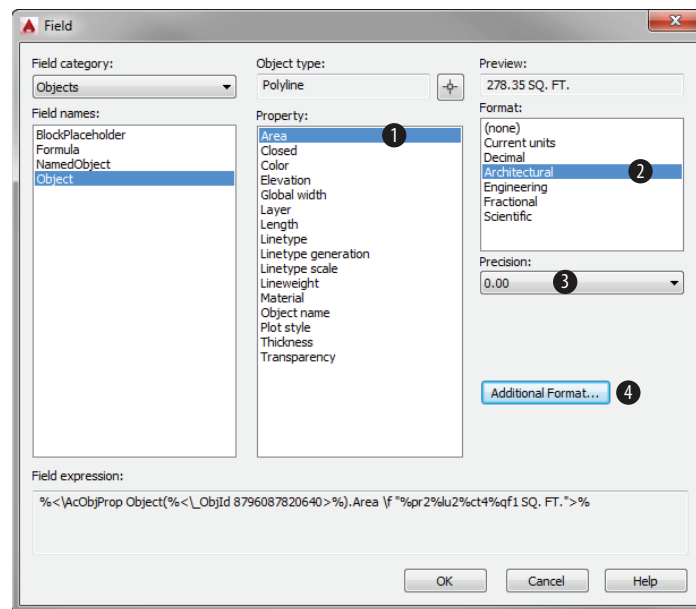 Field
Field category:
Objects
Field names:
BlockPlaceholder
Formula
NamedObject
Object
Object type:
Polyline
Property:
Area 1
Closed
Color
Elevation
Global width
Layer
Length
Linetype
Linetype generation
Linetype scale
Lineweight
Material
Object name
Plot style
Thickness
Transparency
Preview:
278.35 SQ. FT.
Format:
(none)
Current units
Decimal
Architectural 2
Engineering
Fractional
Scientific
Precision:
0.00 3
Additional Format... 4
Field expression:
%<\AcObjProp Object(%<\_ObjId 8796087820640>%).Area \f "%pr2%lu2%ct4%qf1 SQ. FT.">%
OK Cancel Help